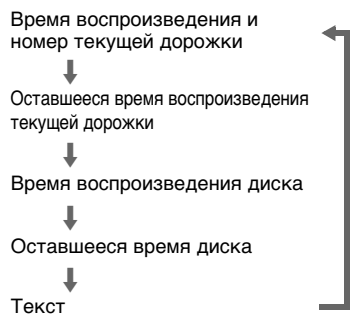 Время воспроизведения и
номер текущей дорожки
Оставшееся время воспроизведения
текущей дорожки
Время воспроизведения диска
Оставшееся время диска
Текст